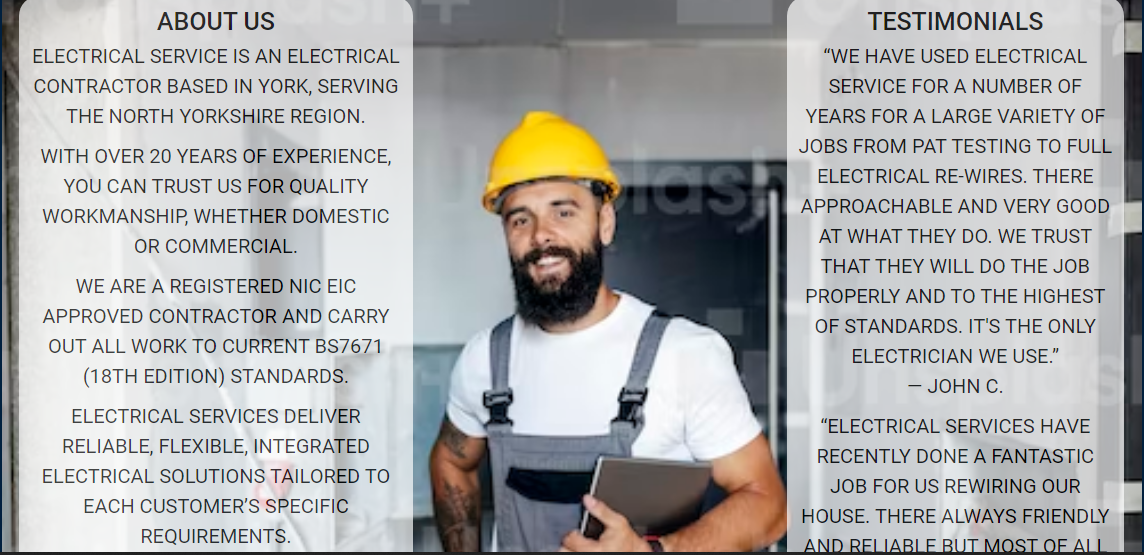 ABOUT US
ELECTRICAL SERVICE IS AN ELECTRICAL
CONTRACTOR BASED IN YORK, SERVING
THE NORTH YORKSHIRE REGION.
WITH OVER 20 YEARS OF EXPERIENCE,
YOU CAN TRUST US FOR QUALITY
WORKMANSHIP, WHETHER DOMESTIC
OR COMMERCIAL.
WE ARE A REGISTERED NIC EIC
APPROVED CONTRACTOR AND CARRY
OUT ALL WORK TO CURRENT BS7671
(18TH EDITION) STANDARDS.
ELECTRICAL SERVICES DELIVER
RELIABLE, FLEXIBLE, INTEGRATED
ELECTRICAL SOLUTIONS TAILORED TO
EACH CUSTOMER’S SPECIFIC
REQUIREMENTS.
TESTIMONIALS
“WE HAVE USED ELECTRICAL
SERVICE FOR A NUMBER OF
YEARS FOR A LARGE VARIETY OF
JOBS FROM PAT TESTING TO FULL
ELECTRICAL RE-WIRES. THERE
APPROACHABLE AND VERY GOOD
AT WHAT THEY DO. WE TRUST
THAT THEY WILL DO THE JOB
PROPERLY AND TO THE HIGHEST
OF STANDARDS. IT'S THE ONLY
ELECTRICIAN WE USE.”
— JOHN C.
“ELECTRICAL SERVICES HAVE
RECENTLY DONE A FANTASTIC
JOB FOR US REWIRING OUR
HOUSE. THERE ALWAYS FRIENDLY
AND RELIABLE BUT MOST OF ALL